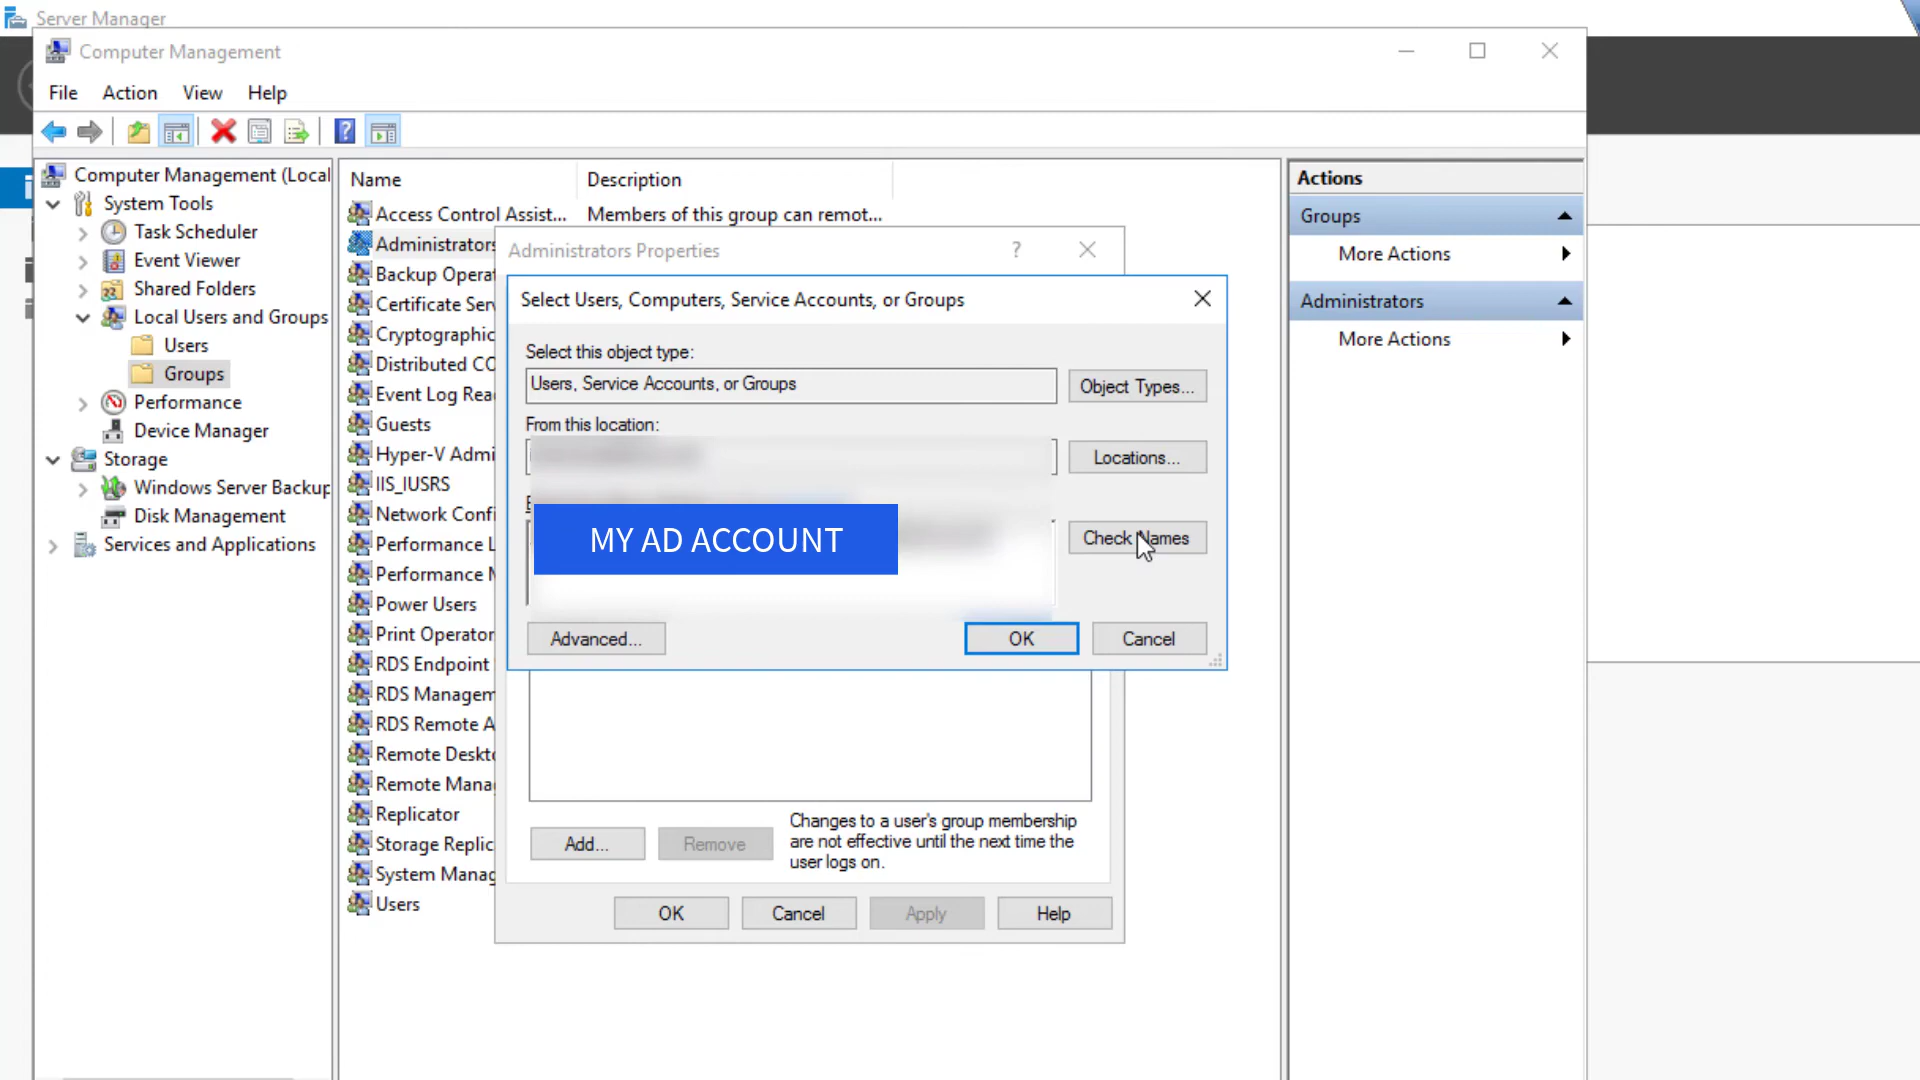 Server Manager
Computer Management
File Action View Help
Computer Management (Local
System Tools
Task Scheduler
Event Viewer
Shared Folders
Local Users and Groups
Users
Groups
Performance
Device Manager
Storage
Windows Server Backup
Disk Management
Services and Applications
Name Description
Access Control Assist... Members of this group can remot...
Administrators
Backup Operat
Certificate Serv
Cryptographic
Distributed CO
Event Log Rea
Guests
Hyper-V Admi
IIS_IUSRS
Network Confi
Performance L
Performance M
Power Users
Print Operator
RDS Endpoint
RDS Managem
RDS Remote A
Remote Deskto
Remote Mana
Replicator
Storage Replic
System Manag
Users
Administrators Properties
Select Users, Computers, Service Accounts, or Groups
Select this object type:
Users, Service Accounts, or Groups
Object Types...
From this location:
Locations...
MY AD ACCOUNT
Check Names
Advanced...
OK
Cancel
Add...
Remove
Changes to a user's group membership
are not effective until the next time the
user logs on.
OK
Cancel
Apply
Help
Actions
Groups
More Actions
Administrators
More Actions